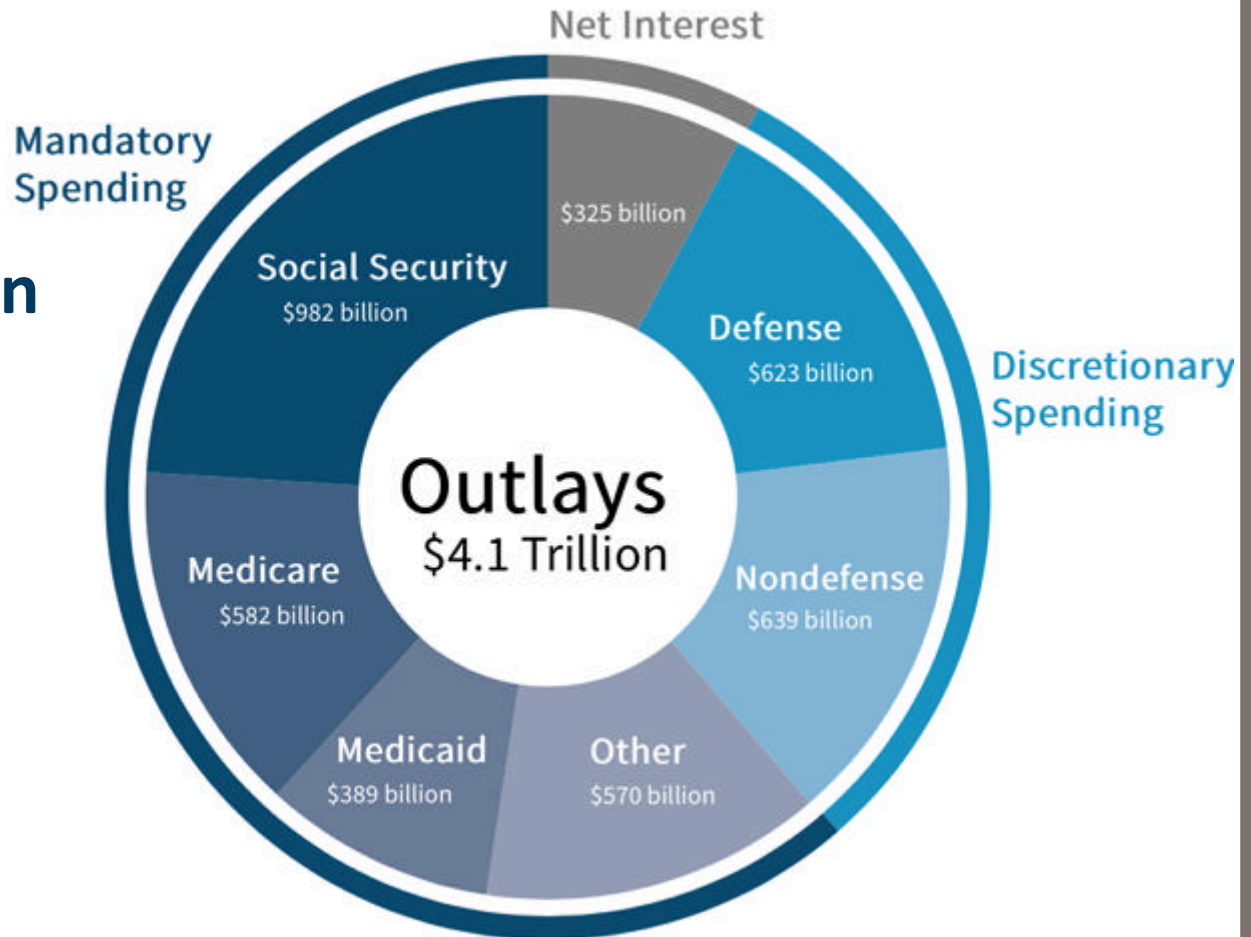 Net Interest
Mandatory
Spending
n
$325 billion
Social Security
$982 billion
Defense
$623 billion
Discretionary
Spending
Outlays
$4.1 Trillion
Medicare
$582 billion
Nondefense
$639 billion
Medicaid
$389 billion
Other
$570 billion